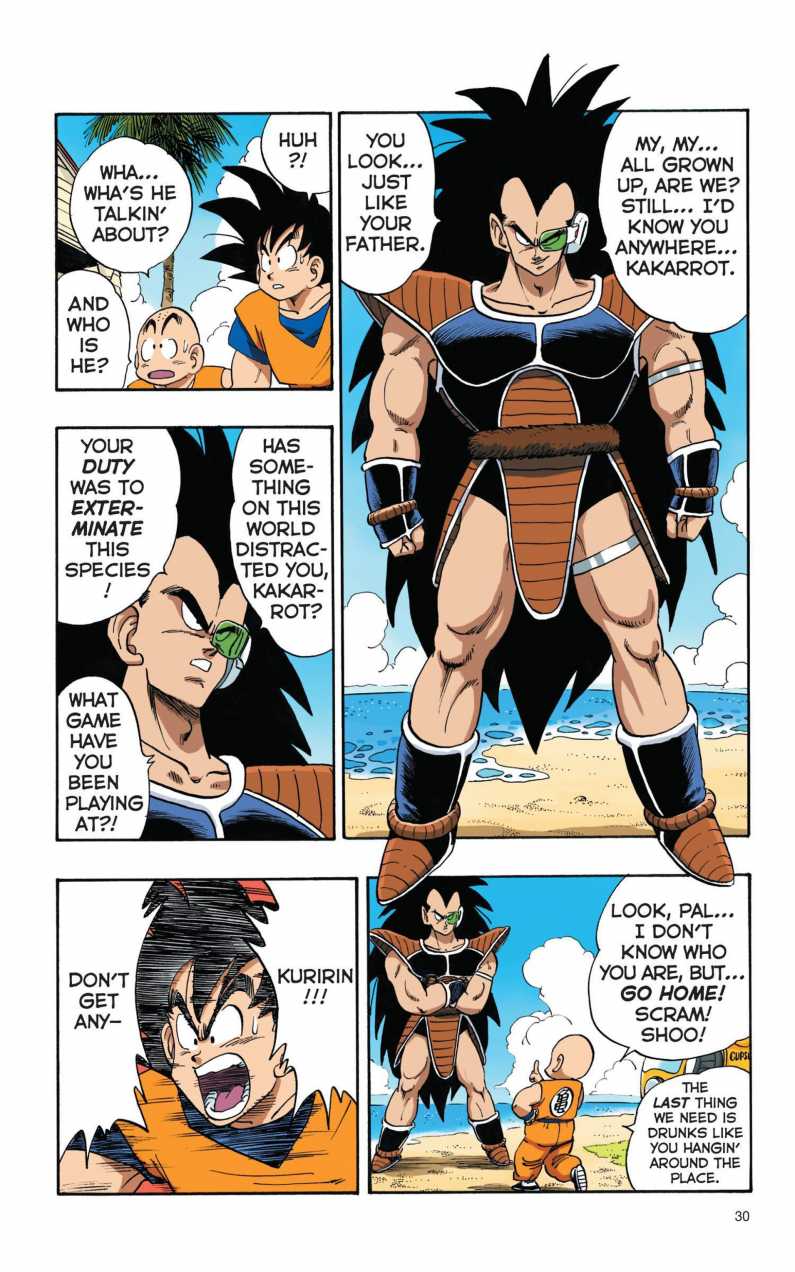 MY, MY...
ALL GROWN
UP, ARE WE?
STILL... I'D
KNOW YOU
ANYWHERE...
KAKARROT.
YOU
LOOK...
JUST
LIKE
YOUR
FATHER.
HUH
?!
WHA...
WHA'S HE
TALKIN'
ABOUT?
AND
WHO
IS
HE?
HAS
SOME-
THING
ON THIS
WORLD
DISTRAC-
TED YOU,
KAKAR-
ROT?
YOUR
DUTY
WAS TO
EXTER-
MINATE
THIS
SPECIES
!
WHAT
GAME
HAVE
YOU
BEEN
PLAYING
AT?!
LOOK, PAL...
I DON'T
KNOW WHO
YOU ARE, BUT...
GO HOME!
SCRAM!
SHOO!
THE
LAST THING
WE NEED IS
DRUNKS LIKE
YOU HANGIN'
AROUND THE
PLACE.
亀
KURIRIN
!!!
DON'T
GET
ANY–
30